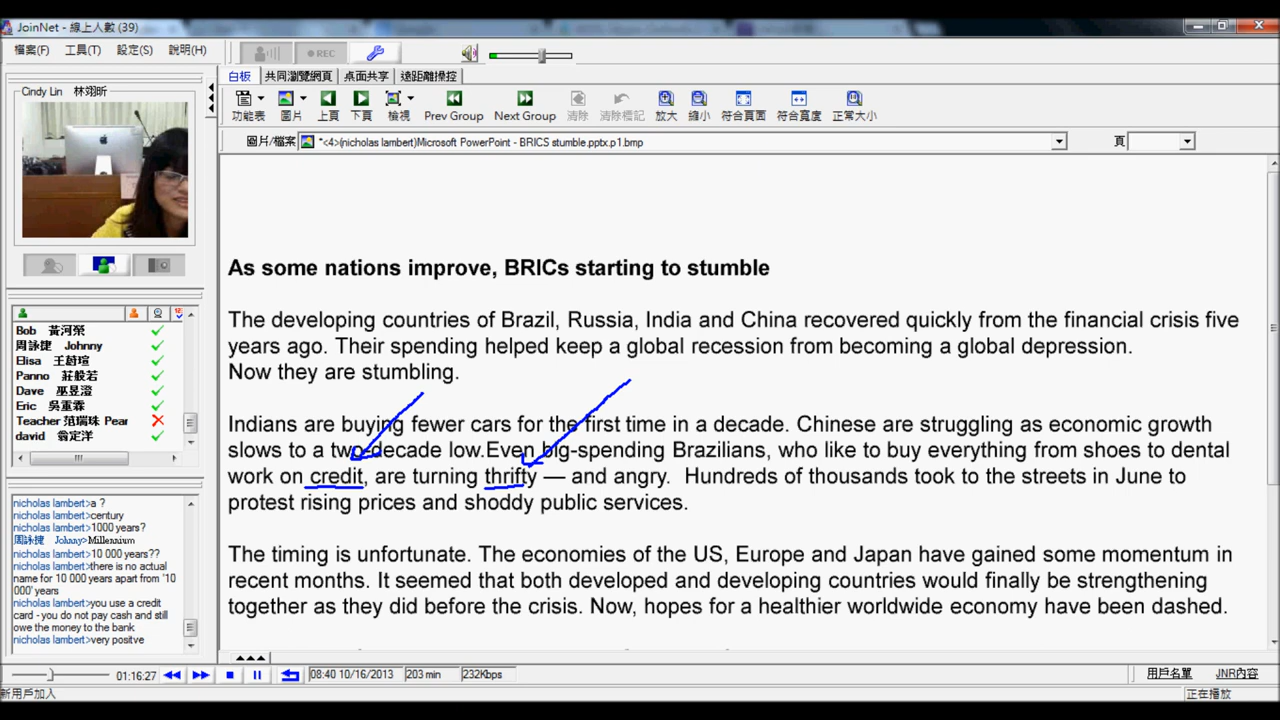 JoinNet - 線上人數 (39)
檔案(F) 工具(T) 設定(S) 說明(H)
REC
白板 共同瀏覽網頁 桌面共享 遠距離操控
Cindy Lin 林翊昕
功能表 圖片 上頁 下頁 檢視 Prev Group Next Group 清除 清除標記 放大 縮小 符合頁面 符合寬度 正常大小
圖片/檔案 *<4>(nicholas lambert)Microsoft PowerPoint - BRICS stumble.pptx.p1.bmp 頁
As some nations improve, BRICs starting to stumble
The developing countries of Brazil, Russia, India and China recovered quickly from the financial crisis five
years ago. Their spending helped keep a global recession from becoming a global depression.
Now they are stumbling.
Indians are buying fewer cars for the first time in a decade. Chinese are struggling as economic growth
slows to a two-decade low.Even big-spending Brazilians, who like to buy everything from shoes to dental
work on credit, are turning thrifty — and angry. Hundreds of thousands took to the streets in June to
protest rising prices and shoddy public services.
The timing is unfortunate. The economies of the US, Europe and Japan have gained some momentum in
recent months. It seemed that both developed and developing countries would finally be strengthening
together as they did before the crisis. Now, hopes for a healthier worldwide economy have been dashed.
Bob 黃河榮
周詠捷 Johnny
Elisa 王蔚瑄
Panno 莊般若
Dave 巫昱澄
Eric 吳重霖
Teacher 范瑞珠 Pear
david 翁定洋
nicholas lambert>a ?
nicholas lambert>century
nicholas lambert>1000 years?
周詠捷 Johnny>Millennium
nicholas lambert>10 000 years??
nicholas lambert>there is no actual
name for 10 000 years apart from '10
000' years
nicholas lambert>you use a credit
card - you do not pay cash and still
owe the money to the bank
nicholas lambert>very positve
01:16:27 08:40 10/16/2013 203 min 232Kbps 用戶名單 JNR內容
新用戶加入 正在播放